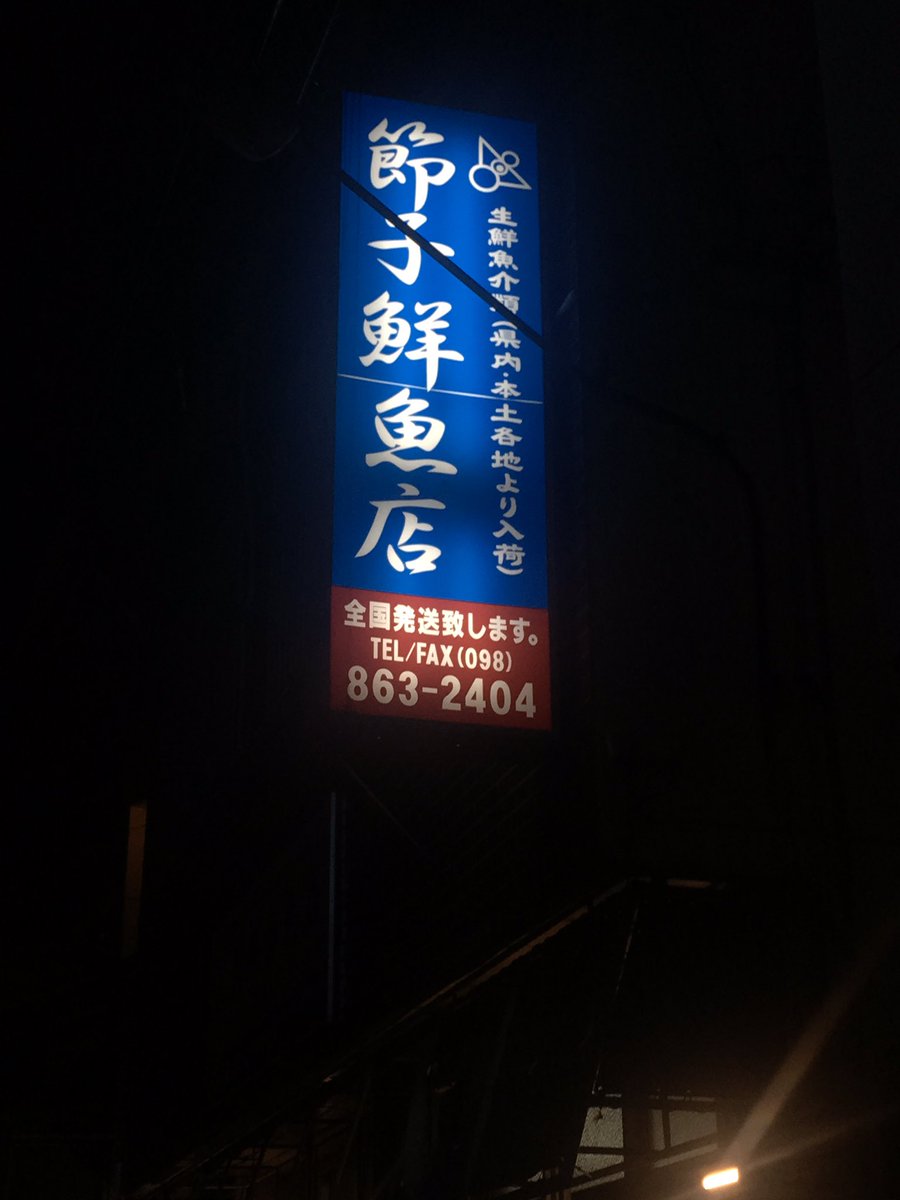 生鮮魚介類(県内・本土各地より入荷)
節子鮮魚店
全国発送致します。
TEL/FAX(098)
863-2404